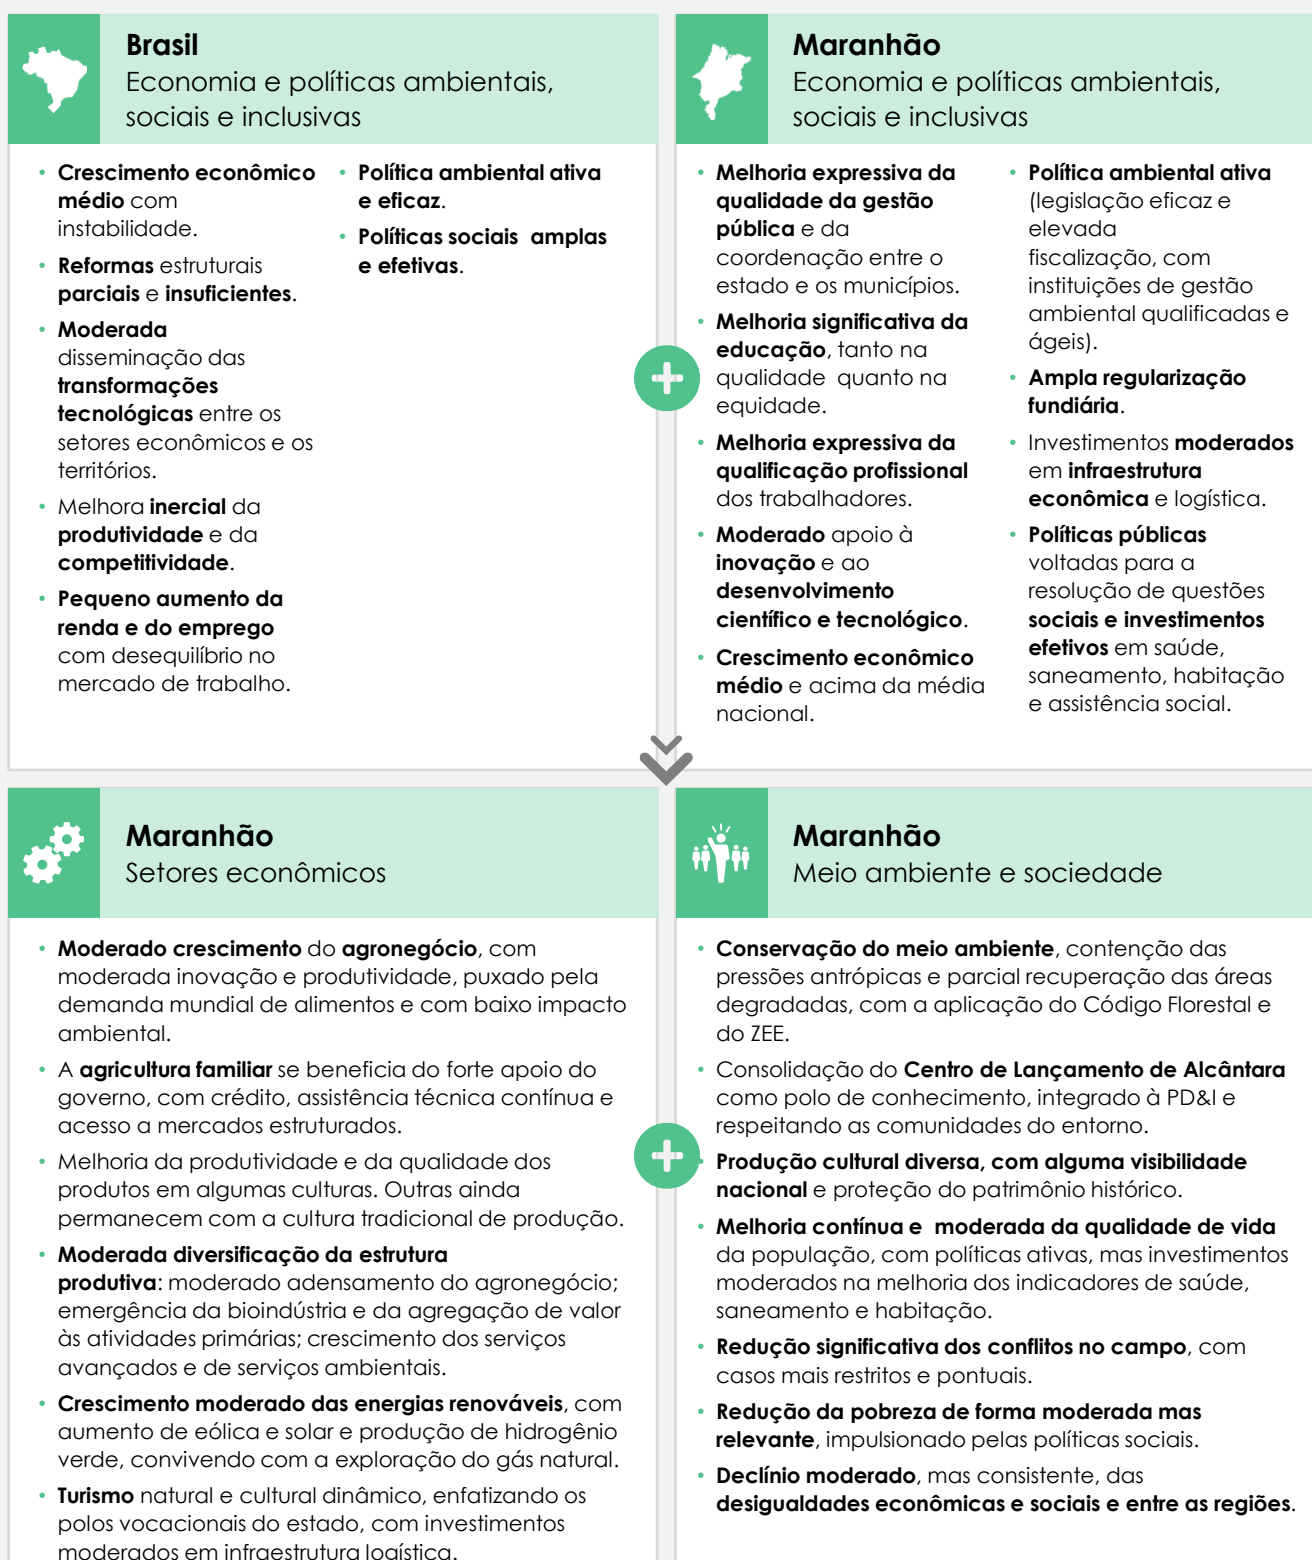 Brasil
Economia e políticas ambientais,
sociais e inclusivas
• Crescimento econômico
médio com
instabilidade.
• Reformas estruturais
parciais e insuficientes.
• Moderada
disseminação das
transformações
tecnológicas entre os
setores econômicos e os
territórios.
• Melhora inercial da
produtividade e da
competitividade.
• Pequeno aumento da
renda e do emprego
com desequilíbrio no
mercado de trabalho.
• Política ambiental ativa
e eficaz.
• Políticas sociais amplas
e efetivas.
Maranhão
Economia e políticas ambientais,
sociais e inclusivas
• Melhoria expressiva da
qualidade da gestão
pública e da
coordenação entre o
estado e os municípios.
• Melhoria significativa da
educação, tanto na
qualidade quanto na
equidade.
• Melhoria expressiva da
qualificação profissional
dos trabalhadores.
• Moderado apoio à
inovação e ao
desenvolvimento
científico e tecnológico.
• Crescimento econômico
médio e acima da média
nacional.
• Política ambiental ativa
(legislação eficaz e
elevada
fiscalização, com
instituições de gestão
ambiental qualificadas e
ágeis).
• Ampla regularização
fundiária.
• Investimentos moderados
em infraestrutura
econômica e logística.
• Políticas públicas
voltadas para a
resolução de questões
sociais e investimentos
efetivos em saúde,
saneamento, habitação
e assistência social.
Maranhão
Setores econômicos
• Moderado crescimento do agronegócio, com
moderada inovação e produtividade, puxado pela
demanda mundial de alimentos e com baixo impacto
ambiental.
• A agricultura familiar se beneficia do forte apoio do
governo, com crédito, assistência técnica contínua e
acesso a mercados estruturados.
• Melhoria da produtividade e da qualidade dos
produtos em algumas culturas. Outras ainda
permanecem com a cultura tradicional de produção.
• Moderada diversificação da estrutura
produtiva: moderado adensamento do agronegócio;
emergência da bioindústria e da agregação de valor
às atividades primárias; crescimento dos serviços
avançados e de serviços ambientais.
• Crescimento moderado das energias renováveis, com
aumento de eólica e solar e produção de hidrogênio
verde, convivendo com a exploração do gás natural.
• Turismo natural e cultural dinâmico, enfatizando os
polos vocacionais do estado, com investimentos
moderados em infraestrutura logística.
Maranhão
Meio ambiente e sociedade
• Conservação do meio ambiente, contenção das
pressões antrópicas e parcial recuperação das áreas
degradadas, com a aplicação do Código Florestal e
do ZEE.
• Consolidação do Centro de Lançamento de Alcântara
como polo de conhecimento, integrado à PD&I e
respeitando as comunidades do entorno.
• Produção cultural diversa, com alguma visibilidade
nacional e proteção do patrimônio histórico.
• Melhoria contínua e moderada da qualidade de vida
da população, com políticas ativas, mas investimentos
moderados na melhoria dos indicadores de saúde,
saneamento e habitação.
• Redução significativa dos conflitos no campo, com
casos mais restritos e pontuais.
• Redução da pobreza de forma moderada mas
relevante, impulsionado pelas políticas sociais.
• Declínio moderado, mas consistente, das
desigualdades econômicas e sociais e entre as regiões.